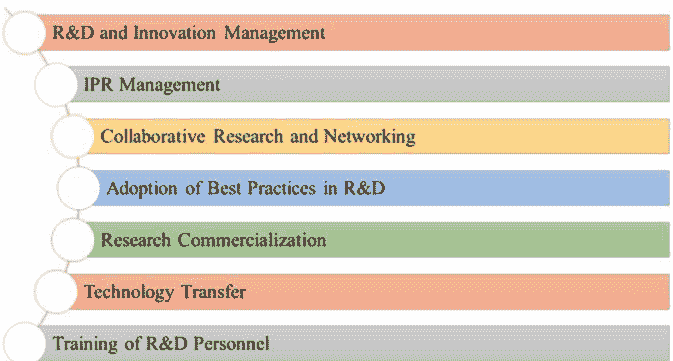 R&D and Innovation Management
IPR Management
Collaborative Research and Networking
Adoption of Best Practices in R&D
Research Commercialization
Technology Transfer
Training of R&D Personnel